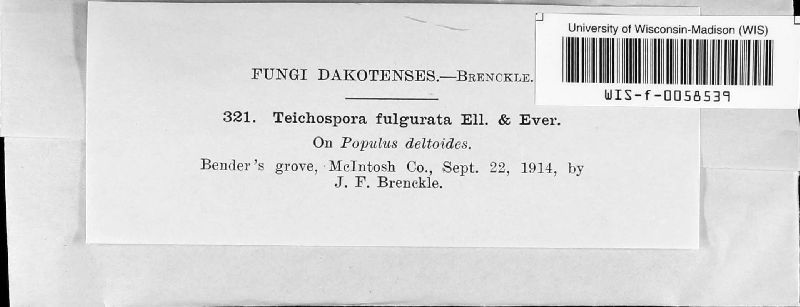 University of Wisconsin-Madison (WIS)
WIS-f-0058539
FUNGI DAKOTENSES.—BRENCKLE.
321. Teichospora fulgurata Ell. & Ever.
On Populus deltoides.
Bender's grove, McIntosh Co., Sept. 22, 1914, by
J. F. Brenckle.